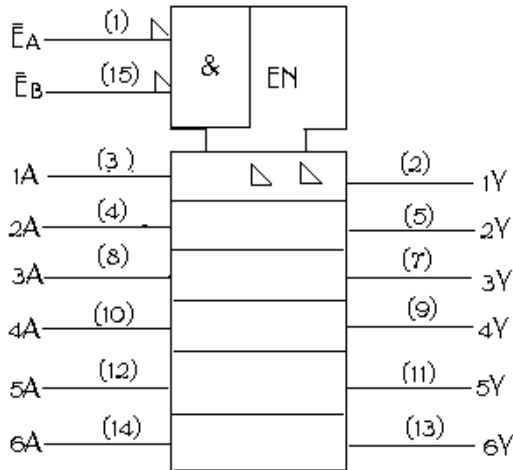 ĒA (1)
& EN
ĒB (15)
1A (3) (2) 1Y
2A (4) (5) 2Y
3A (8) (7) 3Y
4A (10) (9) 4Y
5A (12) (11) 5Y
6A (14) (13) 6Y